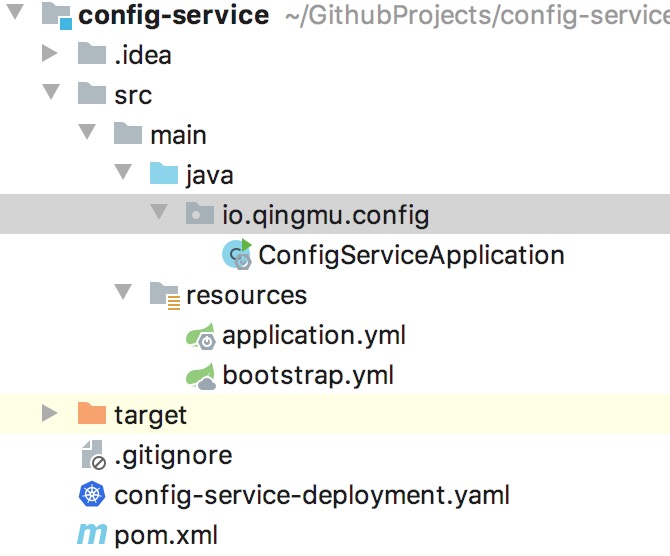 config-service ~/GithubProjects/config-service
.idea
src
main
java
io.qingmu.config
ConfigServiceApplication
resources
application.yml
bootstrap.yml
target
.gitignore
config-service-deployment.yaml
pom.xml